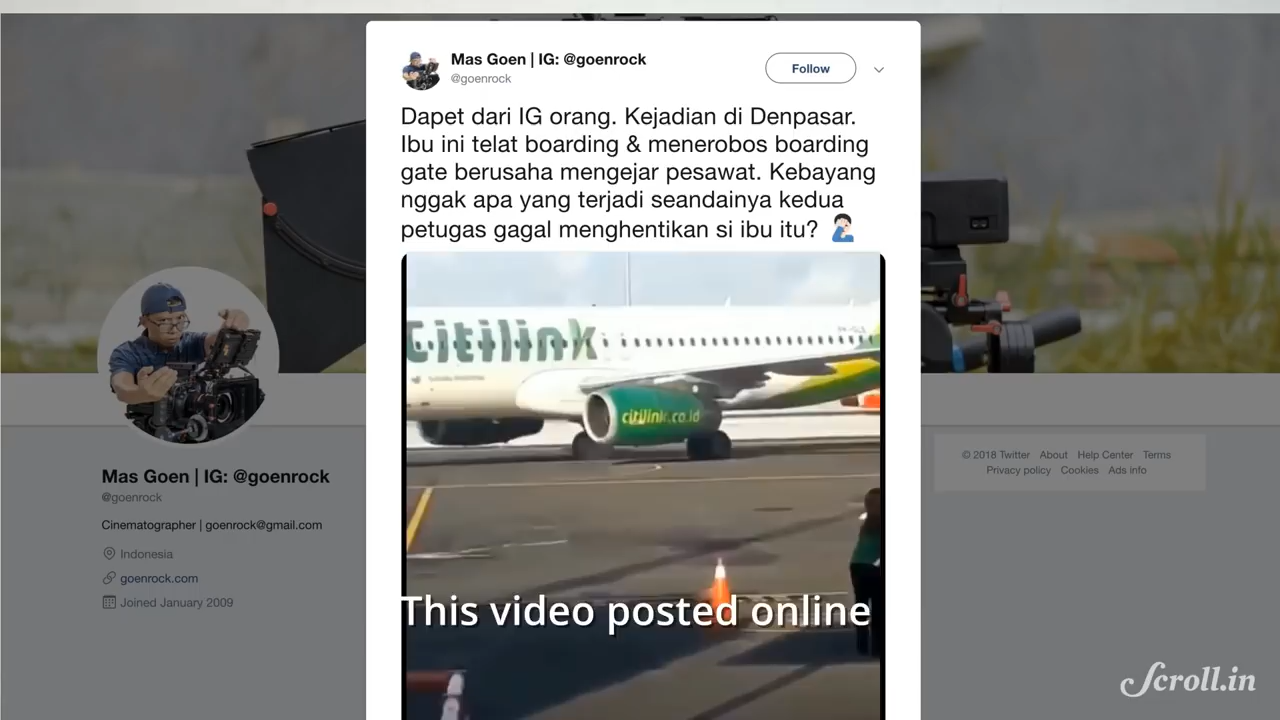 Mas Goen | IG: @goenrock
@goenrock
Follow
Dapet dari IG orang. Kejadian di Denpasar.
Ibu ini telat boarding & menerobos boarding
gate berusaha mengejar pesawat. Kebayang
nggak apa yang terjadi seandainya kedua
petugas gagal menghentikan si ibu itu?
Citilink
citilink.co.id
This video posted online
Mas Goen | IG: @goenrock
@goenrock
Cinematographer | goenrock@gmail.com
Indonesia
goenrock.com
Joined January 2009
© 2018 Twitter About Help Center Terms
Privacy policy Cookies Ads info
Scroll.in